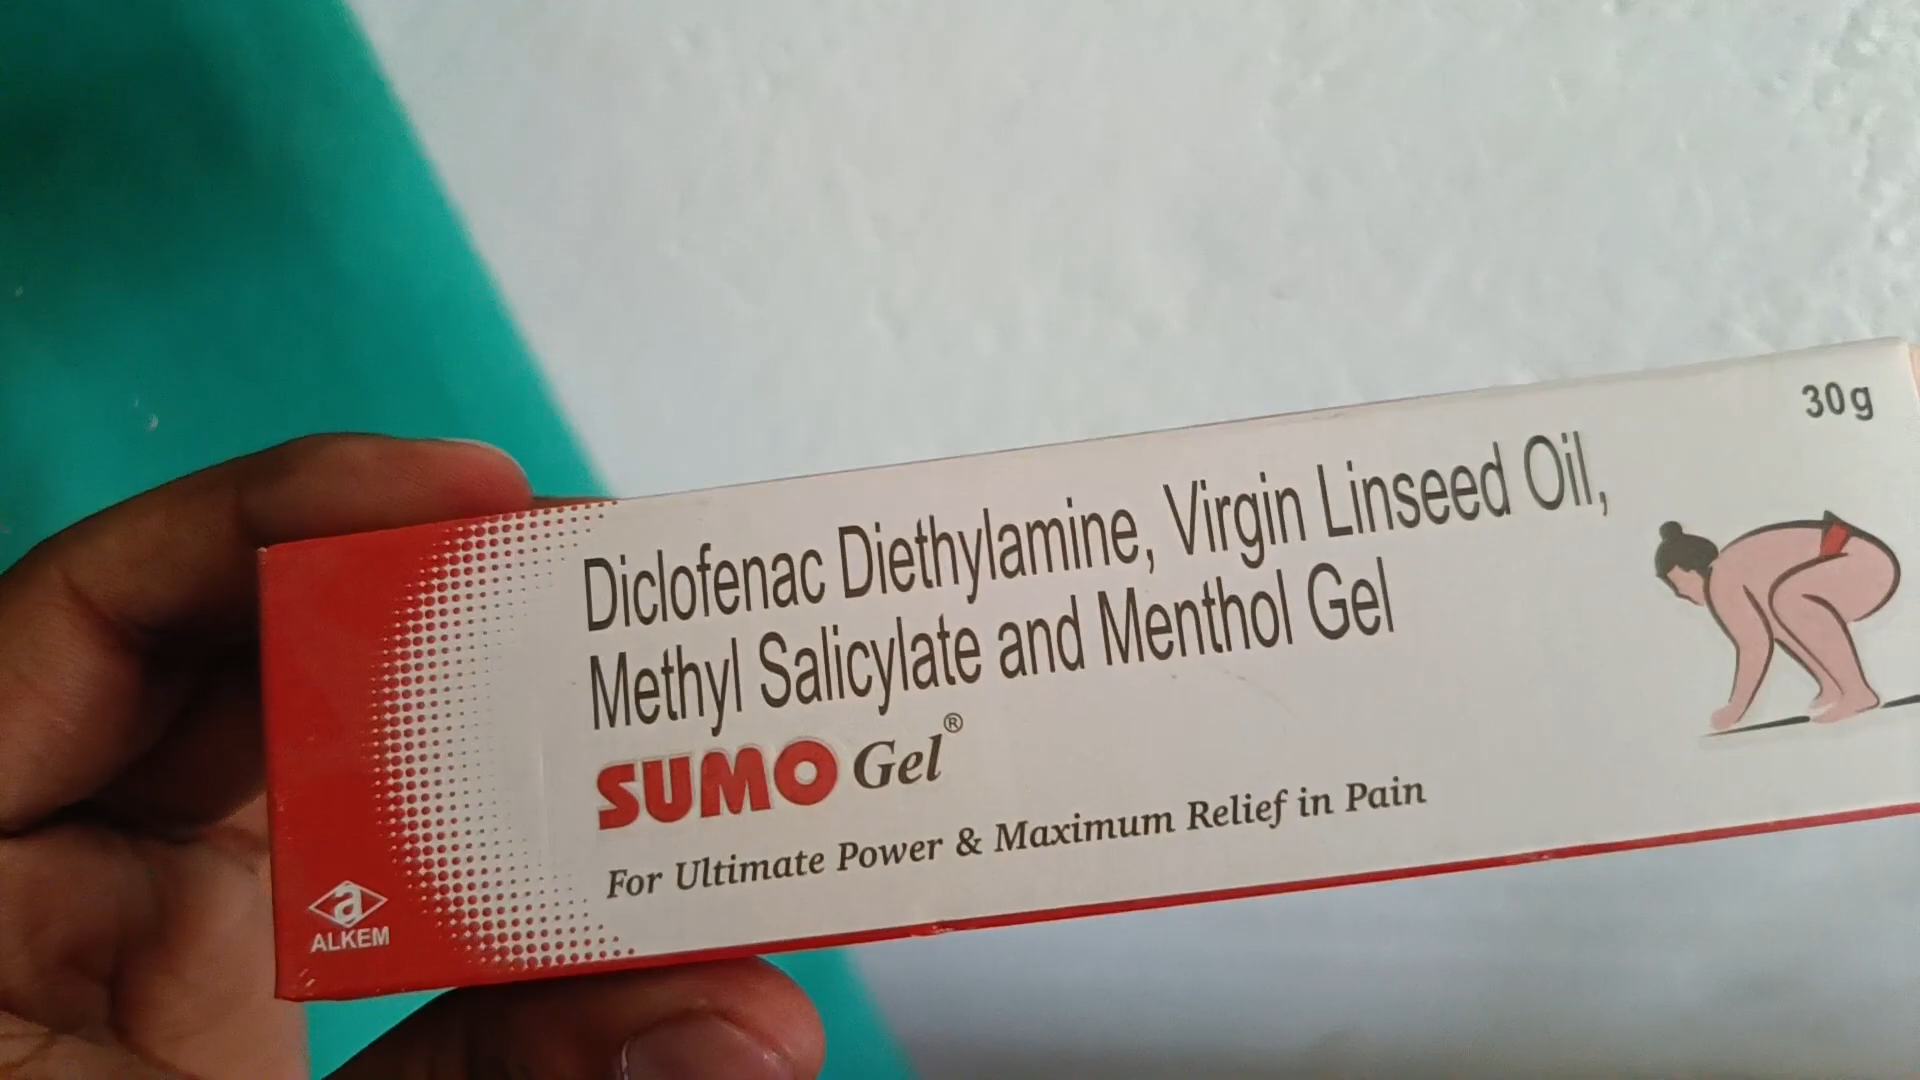 30g
Diclofenac Diethylamine, Virgin Linseed Oil,
Methyl Salicylate and Menthol Gel
SUMO Gel®
For Ultimate Power & Maximum Relief in Pain
a
ALKEM